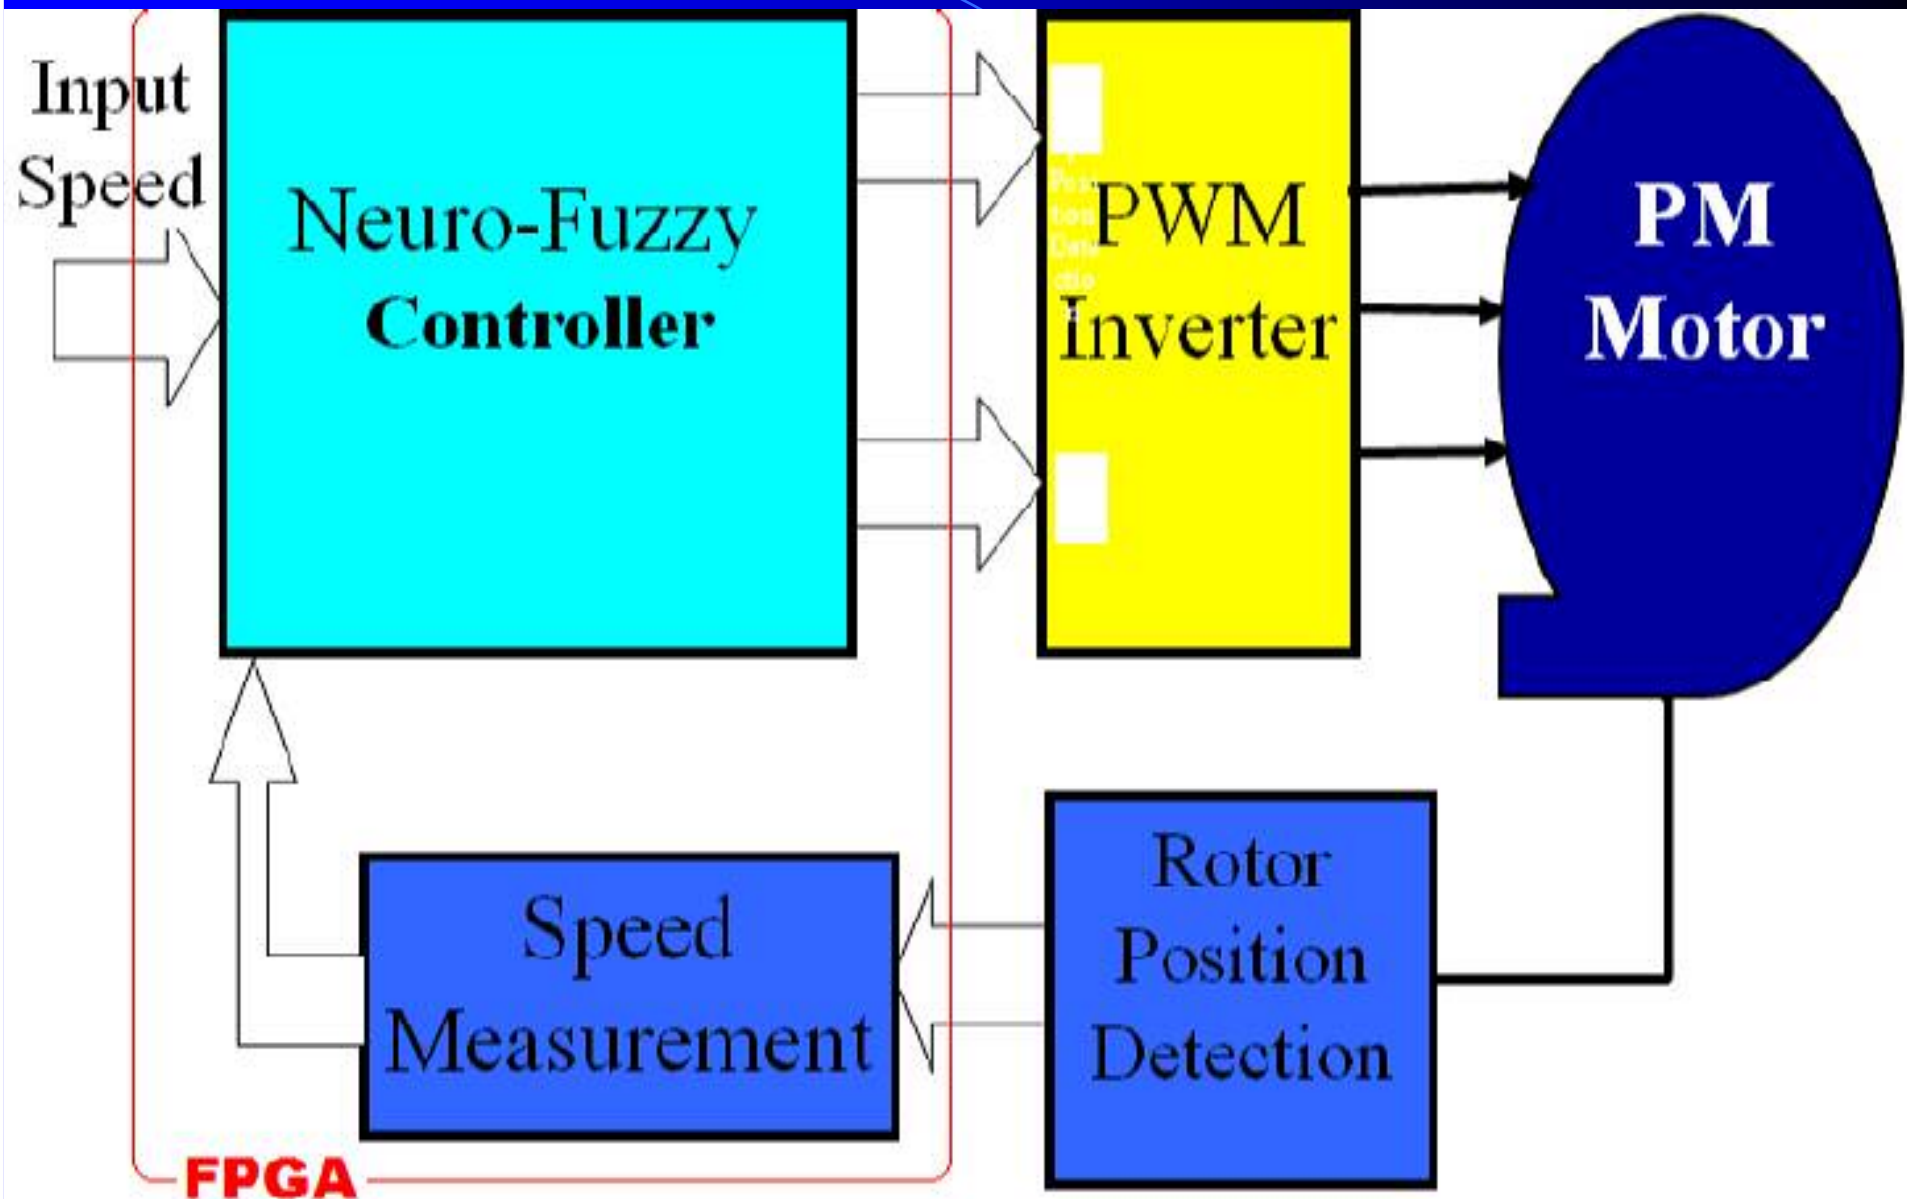 Input
Speed
Neuro-Fuzzy
Controller
PWM
Inverter
PM
Motor
Speed
Measurement
Rotor
Position
Detection
FPGA